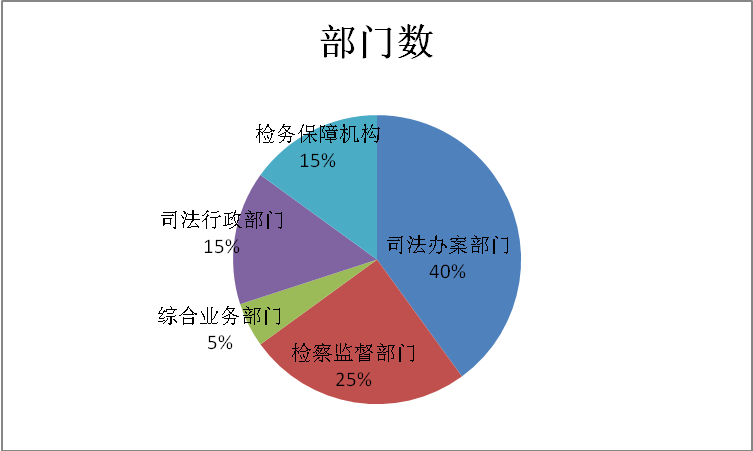 部门数
检务保障机构
15%
司法办案部门
40%
司法行政部门
15%
综合业务部门
5%
检察监督部门
25%